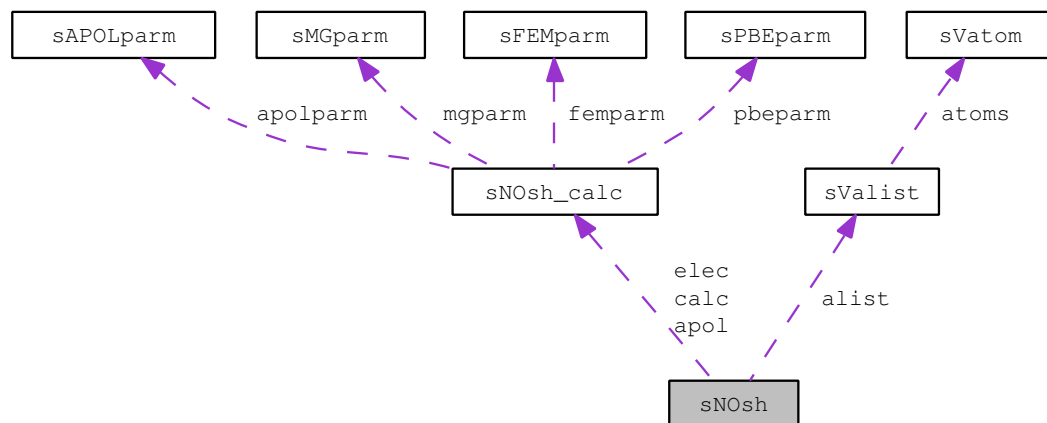 sAPOLparm
sMGparm
sFEMparm
sPBEparm
sVatom
apolparm
mgparm
femparm
pbeparm
atoms
sNOsh_calc
sValist
elec
calc
apol
alist
sNOsh